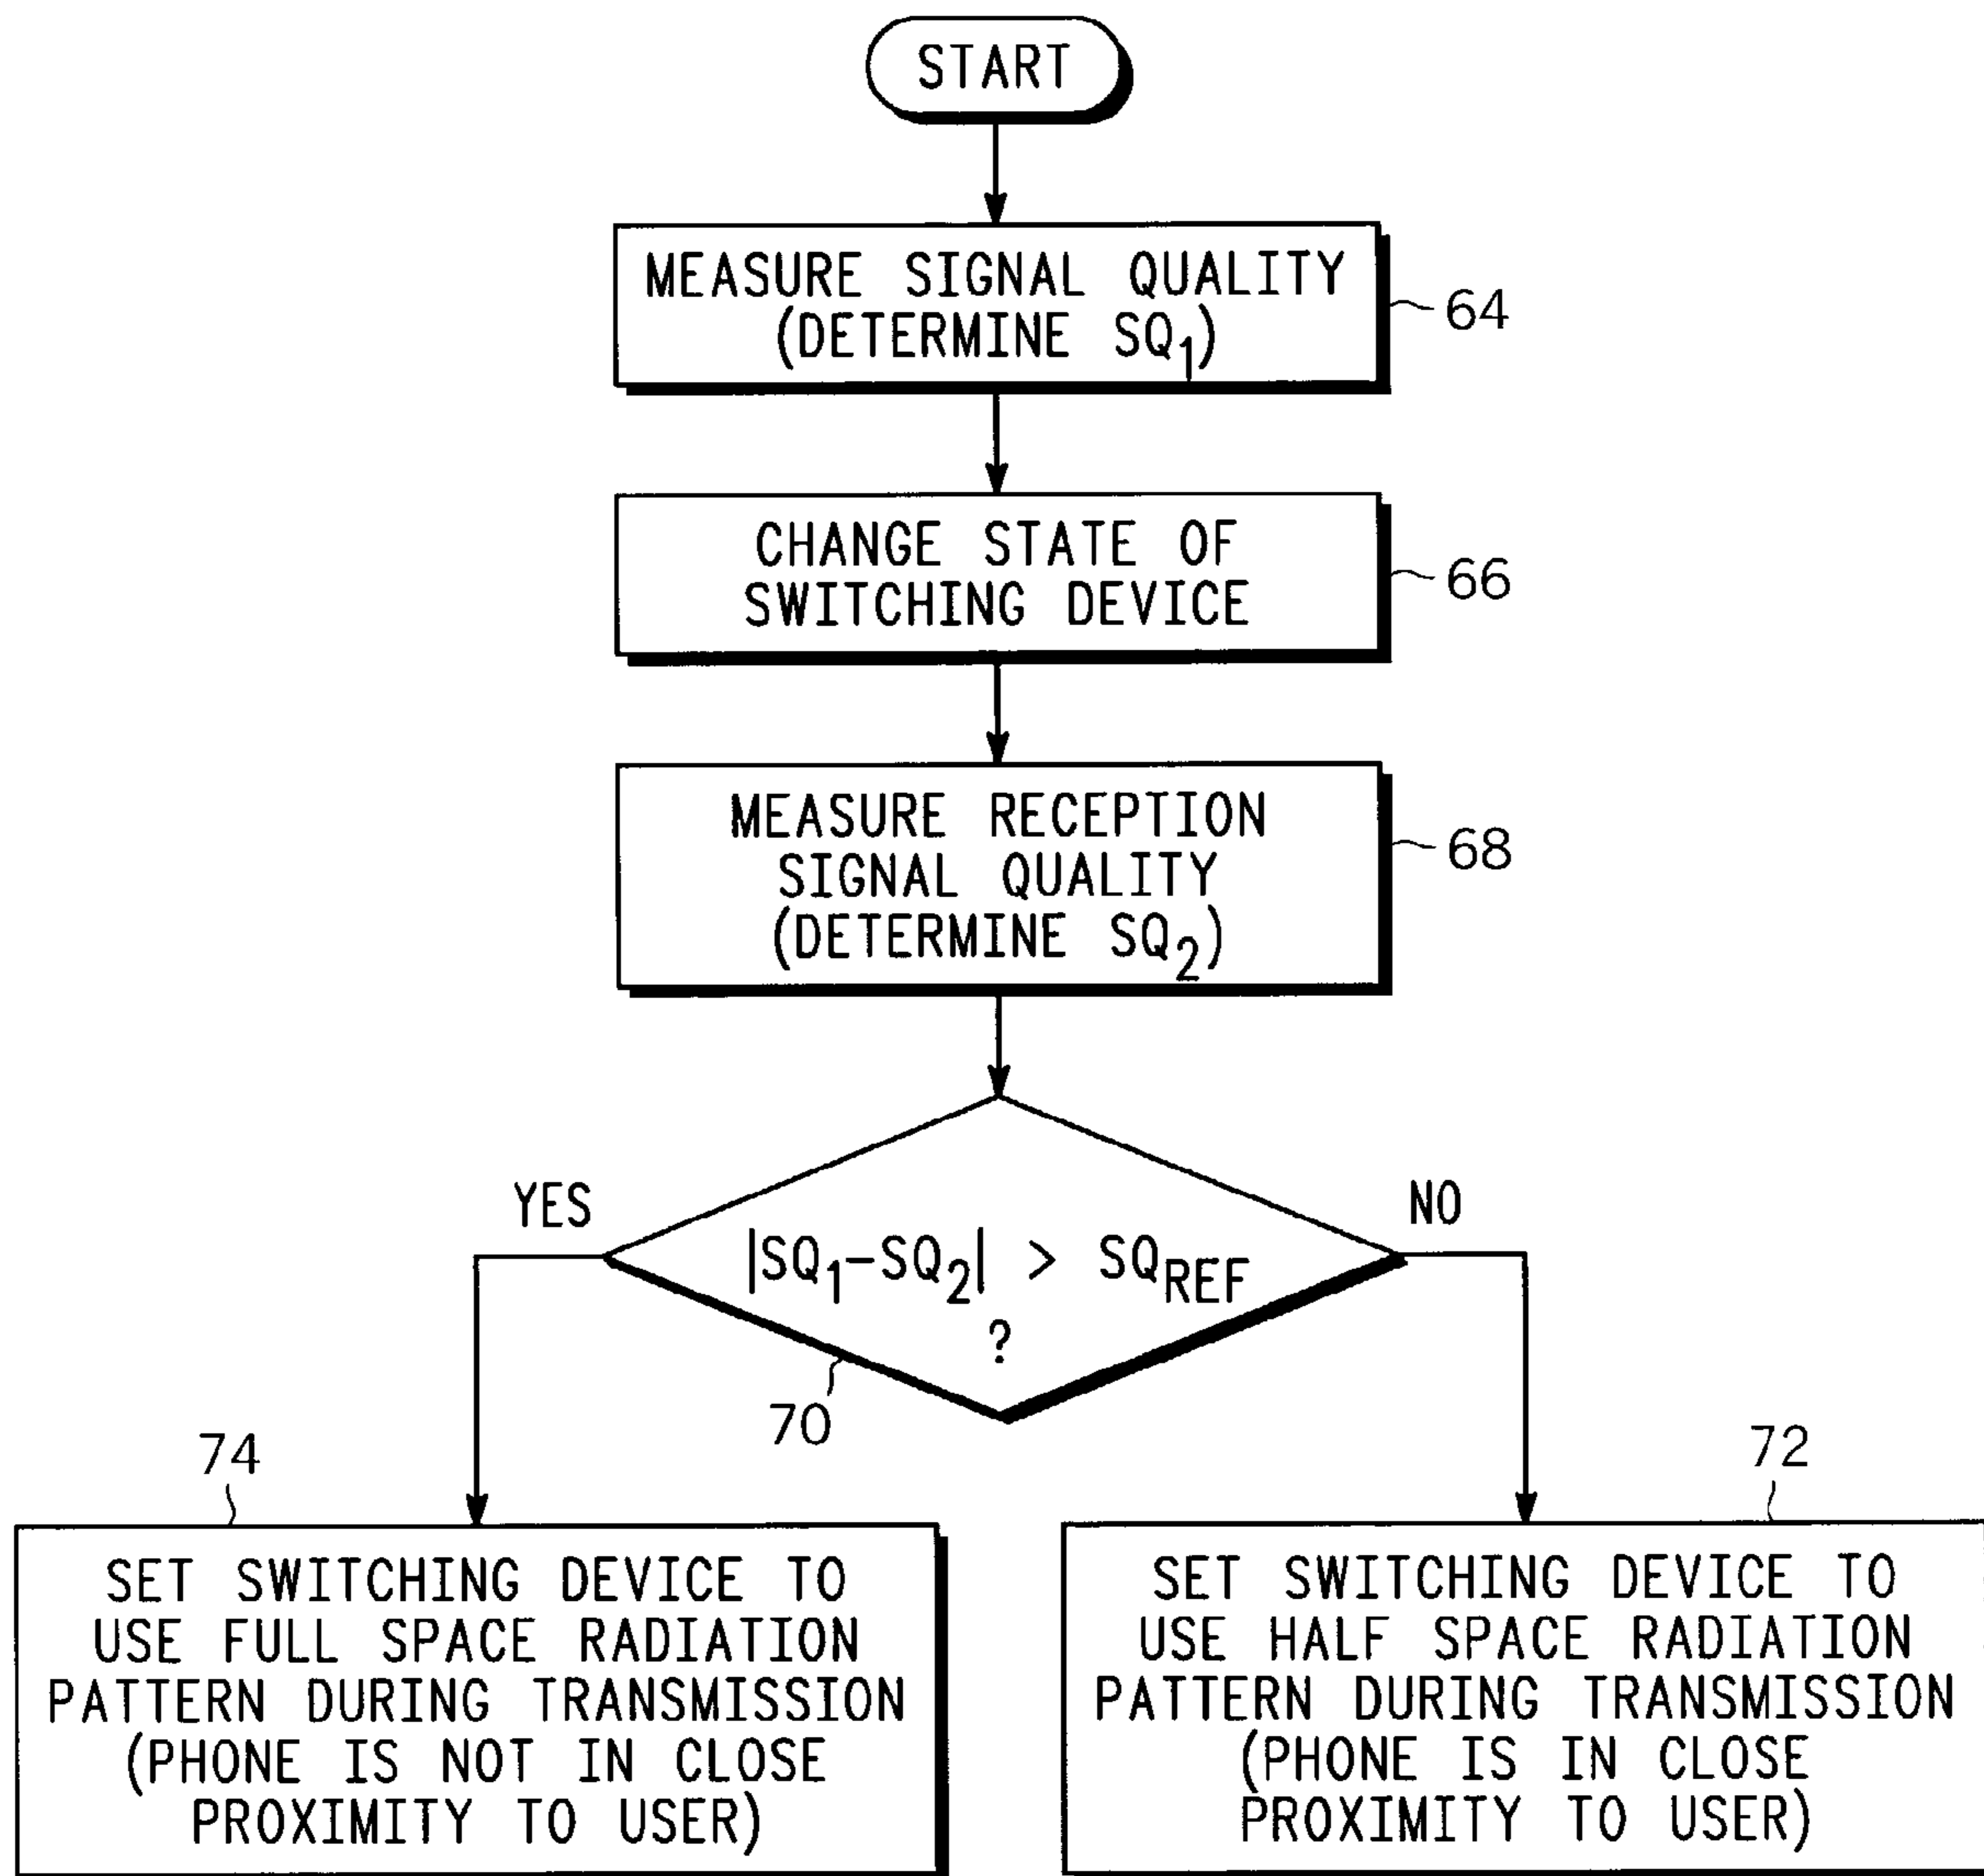 START
MEASURE SIGNAL QUALITY
(DETERMINE SQ1)
64
CHANGE STATE OF
SWITCHING DEVICE
66
MEASURE RECEPTION
SIGNAL QUALITY
(DETERMINE SQ2)
68
YES
NO
|SQ1-SQ2| > SQREF
?
70
74
SET SWITCHING DEVICE TO
USE FULL SPACE RADIATION
PATTERN DURING TRANSMISSION
(PHONE IS NOT IN CLOSE
PROXIMITY TO USER)
72
SET SWITCHING DEVICE TO
USE HALF SPACE RADIATION
PATTERN DURING TRANSMISSION
(PHONE IS IN CLOSE
PROXIMITY TO USER)